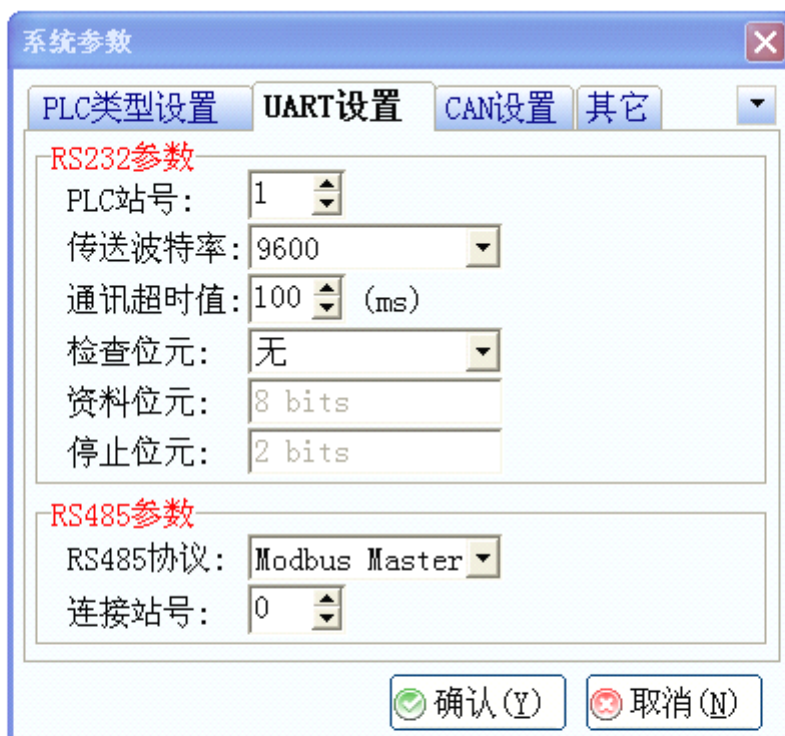 系统参数
PLC类型设置 UART设置 CAN设置 其它
RS232参数
PLC站号: 1
传送波特率: 9600
通讯超时值: 100 (ms)
检查位元: 无
资料位元: 8 bits
停止位元: 2 bits
RS485参数
RS485协议: Modbus Master
连接站号: 0
确认(Y) 取消(N)